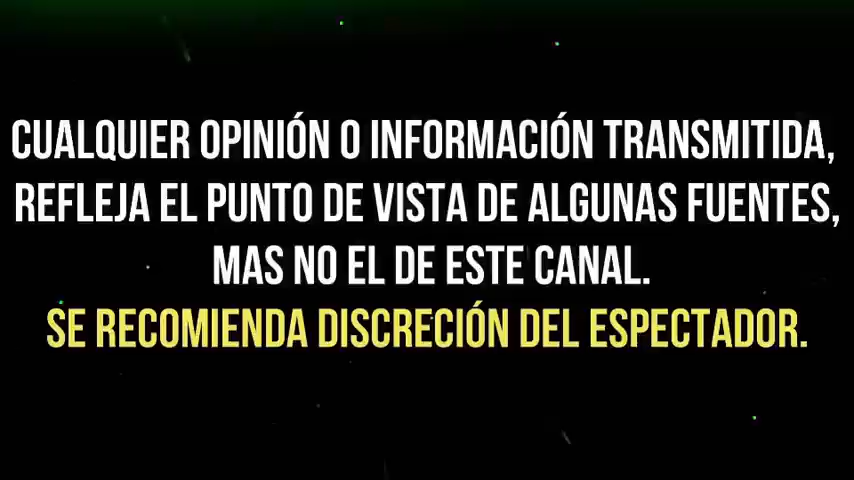 CUALQUIER OPINIÓN O INFORMACIÓN TRANSMITIDA,
REFLEJA EL PUNTO DE VISTA DE ALGUNAS FUENTES,
MAS NO EL DE ESTE CANAL.
SE RECOMIENDA DISCRECIÓN DEL ESPECTADOR.